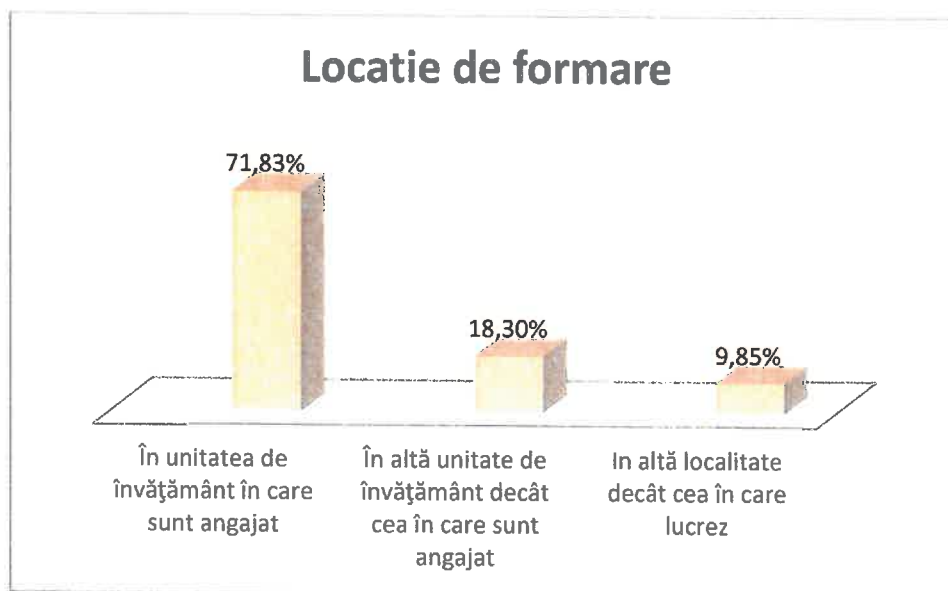 Locatie de formare
71,83%
18,30%
9,85%
În unitatea de
învăţământ în care
sunt angajat
În altă unitate de
învăţământ decât
cea în care sunt
angajat
In altă localitate
decât cea în care
lucrez